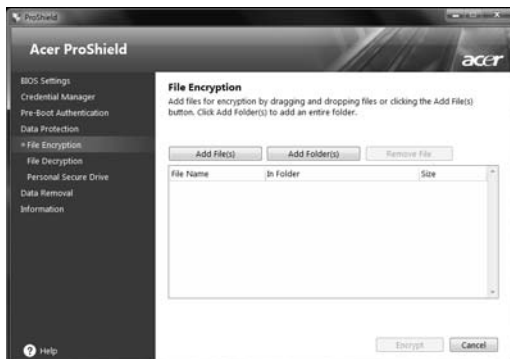 ProShield
Acer ProShield
acer
BIOS Settings
Credential Manager
Pre-Boot Authentication
Data Protection
File Encryption
File Decryption
Personal Secure Drive
Data Removal
Information
Help
File Encryption
Add files for encryption by dragging and dropping files or clicking the Add File(s)
button. Click Add Folder(s) to add an entire folder.
Add File(s) Add Folder(s) Remove File
File Name In Folder Size
Encrypt Cancel